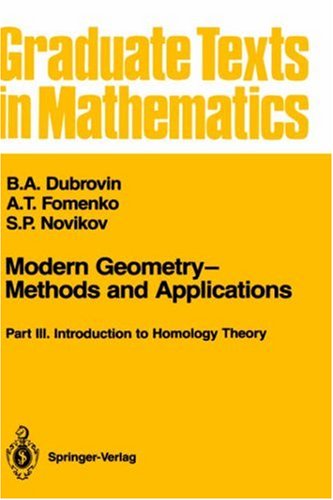 Graduate Texts
in Mathematics
B.A. Dubrovin
A.T. Fomenko
S.P. Novikov
Modern Geometry—
Methods and Applications
Part III. Introduction to Homology Theory
Springer-Verlag